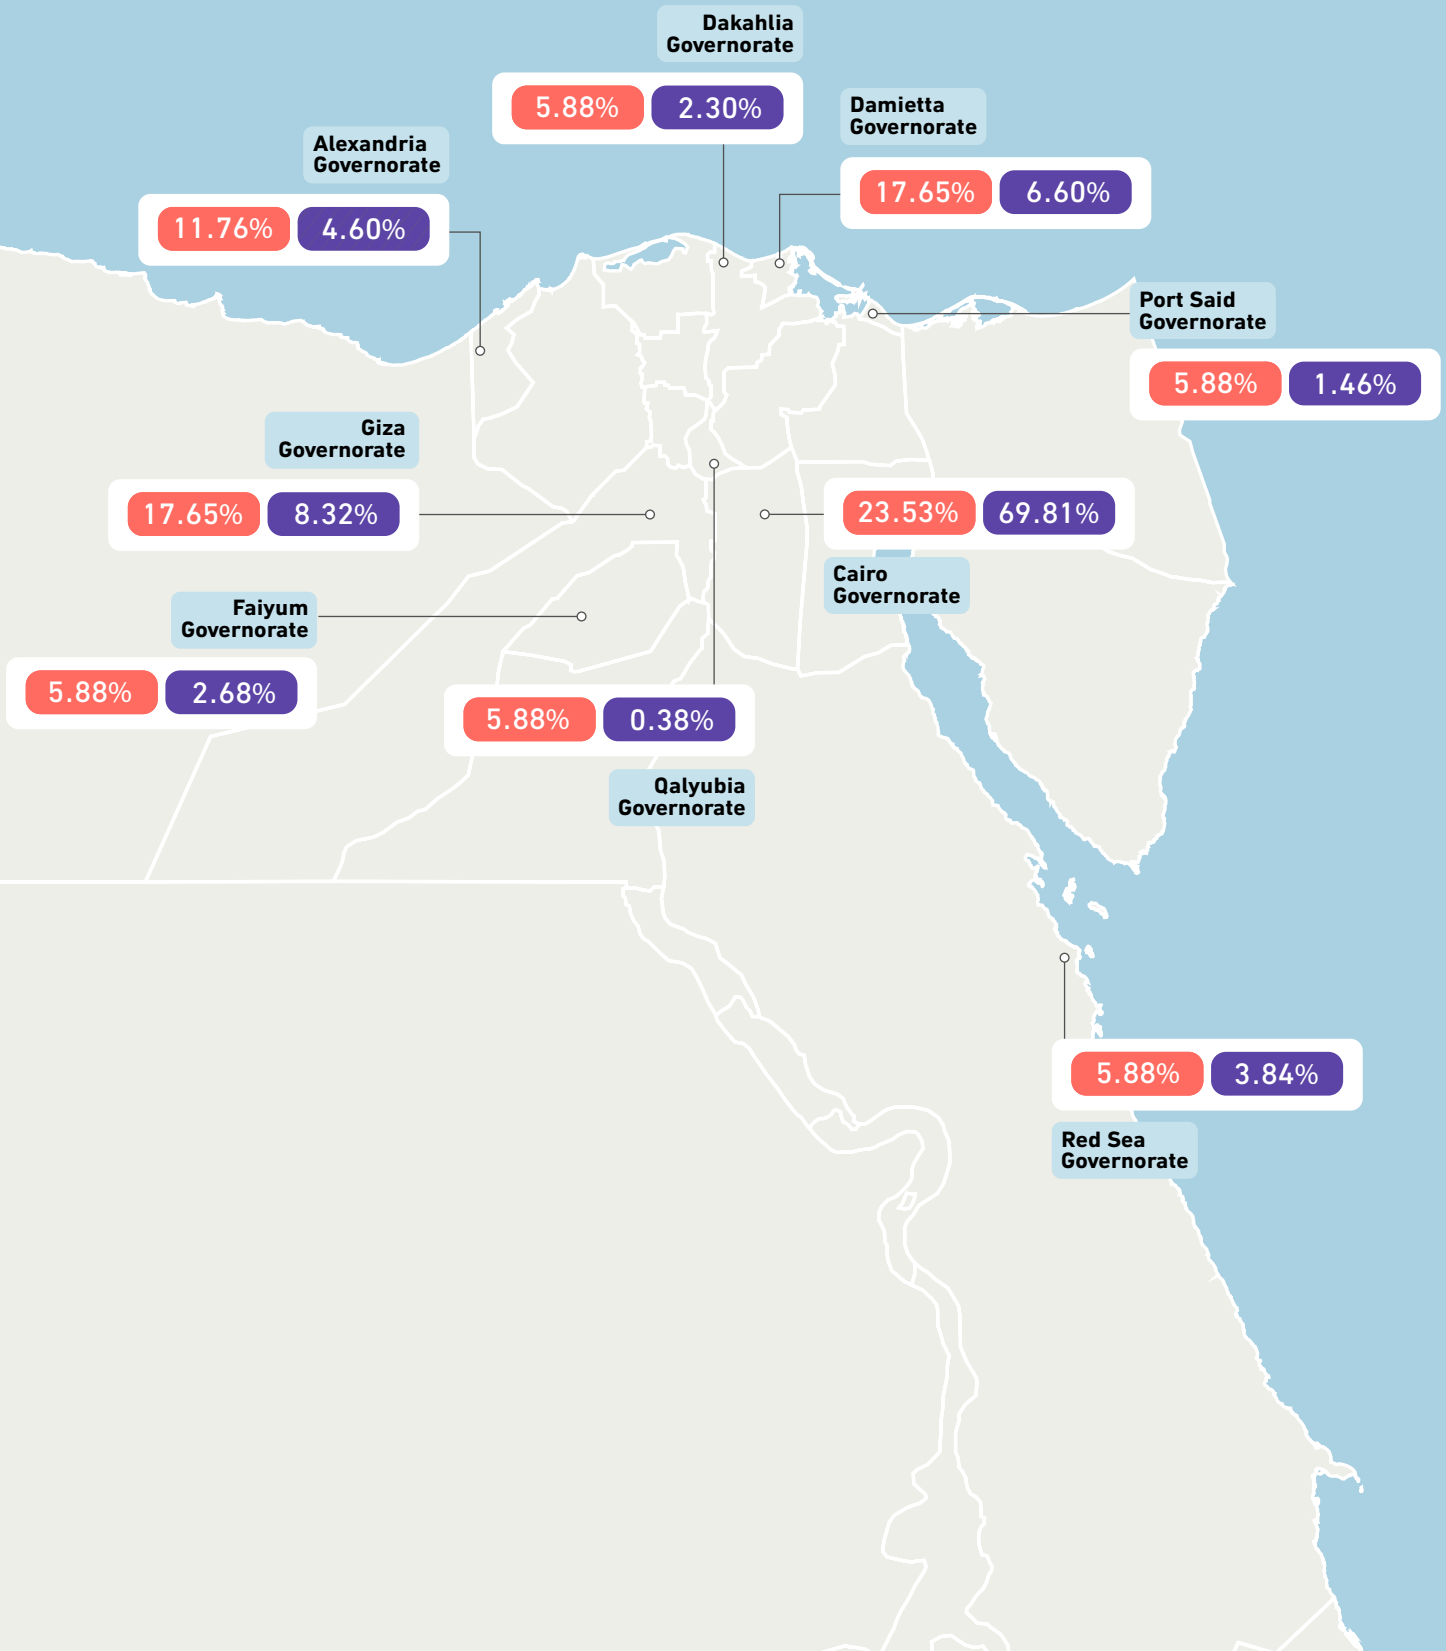 Dakahlia
Governorate
5.88% 2.30%
Damietta
Governorate
17.65% 6.60%
Alexandria
Governorate
11.76% 4.60%
Port Said
Governorate
5.88% 1.46%
Giza
Governorate
17.65% 8.32%
23.53% 69.81%
Cairo
Governorate
Faiyum
Governorate
5.88% 2.68%
5.88% 0.38%
Qalyubia
Governorate
5.88% 3.84%
Red Sea
Governorate